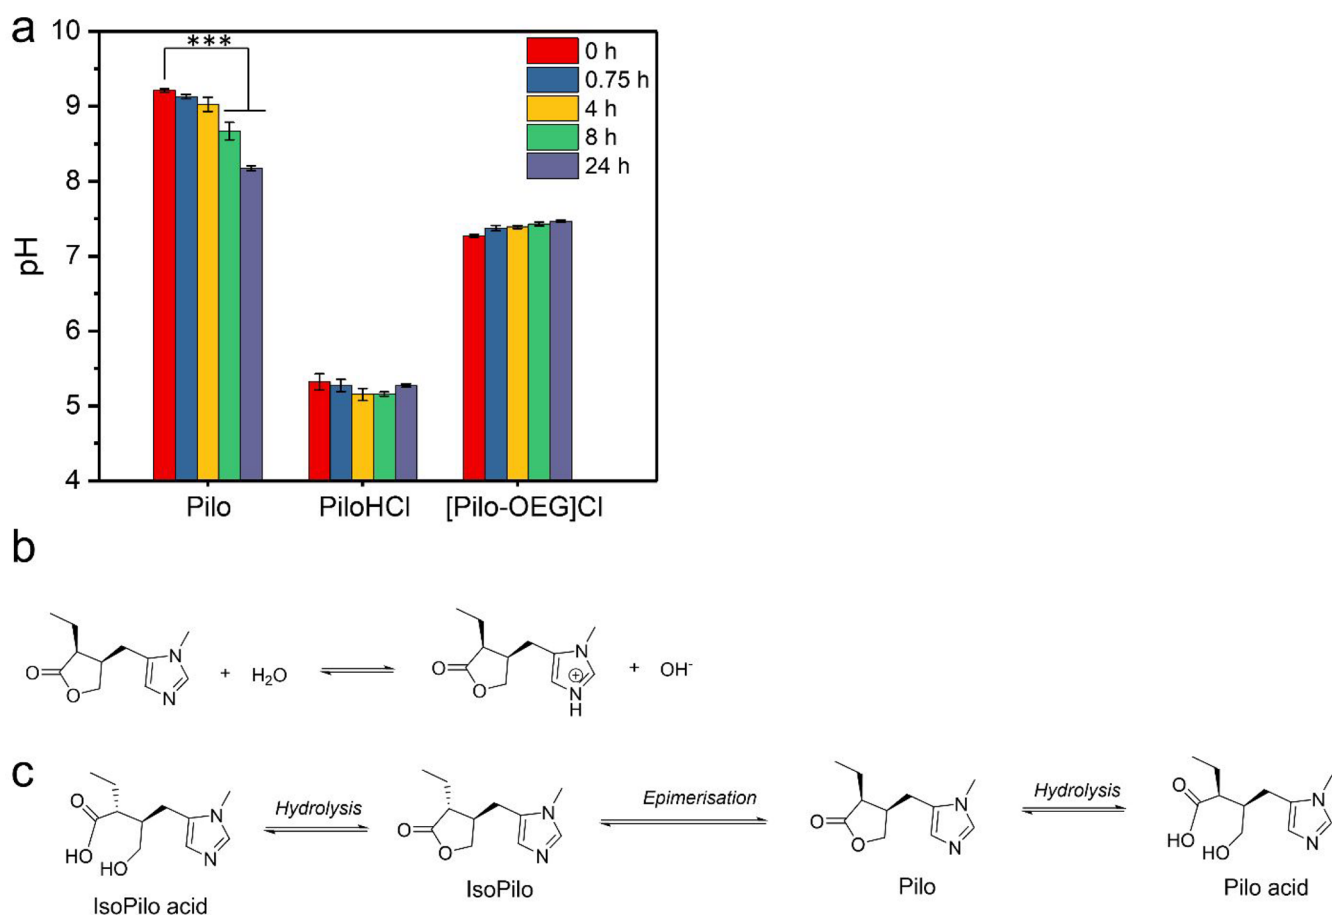 a
10
9
8
7
6
5
4
pH
***
0 h
0.75 h
4 h
8 h
24 h
Pilo
PiloHCl
[Pilo-OEG]Cl
b
O
O
N
N
+
H₂O
O
O
N
+
N
H
+
OH⁻
c
O
HO
HO
N
N
IsoPilo acid
Hydrolysis
O
O
N
N
IsoPilo
Epimerisation
O
O
N
N
Pilo
Hydrolysis
O
HO
HO
N
N
Pilo acid